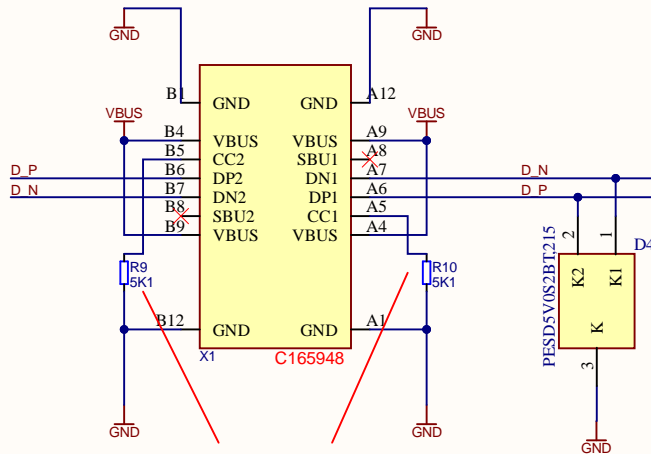 GND
GND
B1
GND
GND
A12
VBUS
VBUS
B4
VBUS
VBUS
A9
B5
CC2
SBU1
A8
D_P
B6
DP2
DN1
A7
D_N
D_N
B7
DN2
DP1
A6
D_P
B8
SBU2
CC1
A5
B9
VBUS
VBUS
A4
2
1
D4
K2
K1
PESD5V0S2BT,215
R9
5K1
R10
5K1
K
B12
GND
GND
A1
X1
C165948
3
GND
GND
GND